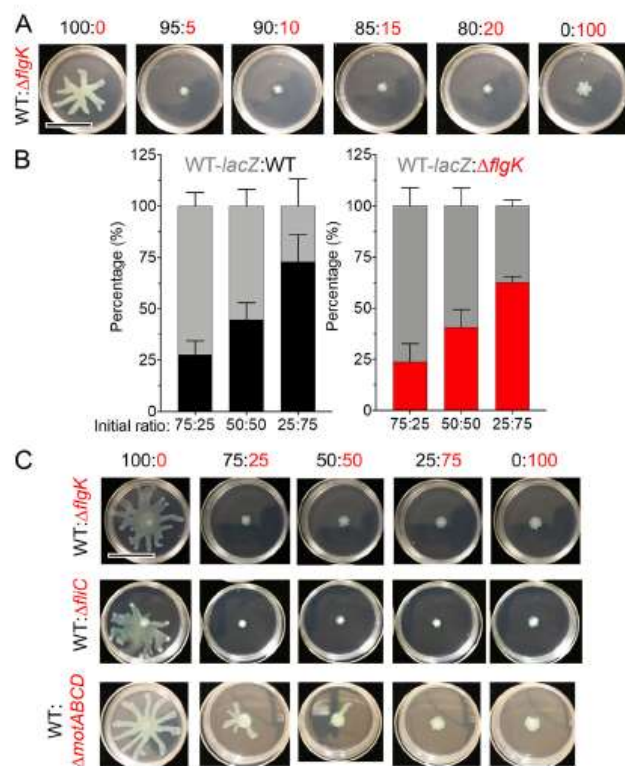 A
100:0 95:5 90:10 85:15 80:20 0:100
WT:ΔflgK
B
WT-lacZ:WT
Percentage (%)
125
100
75
50
25
0
Initial ratio: 75:25 50:50 25:75
WT-lacZ:ΔflgK
Percentage (%)
125
100
75
50
25
0
75:25 50:50 25:75
C
100:0 75:25 50:50 25:75 0:100
WT:ΔflgK
WT:ΔfliC
WT:
ΔmotABCD